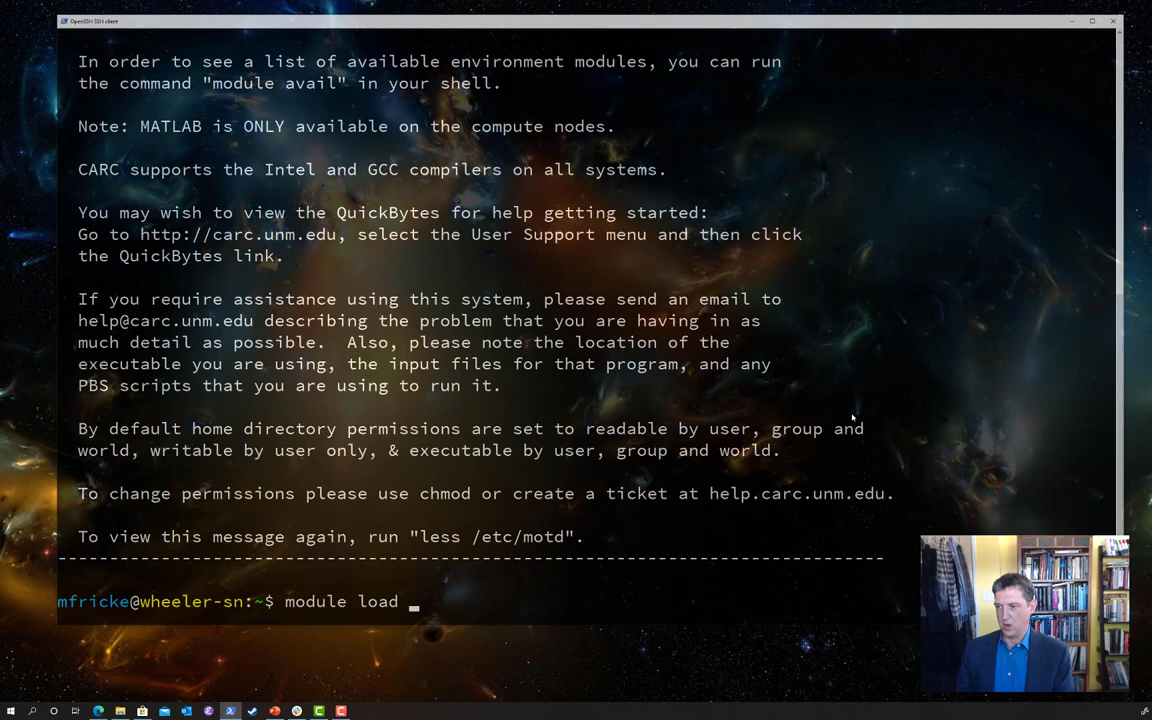 OpenSSH SSH client
In order to see a list of available environment modules, you can run
the command "module avail" in your shell.
Note: MATLAB is ONLY available on the compute nodes.
CARC supports the Intel and GCC compilers on all systems.
You may wish to view the QuickBytes for help getting started:
Go to http://carc.unm.edu, select the User Support menu and then click
the QuickBytes link.
If you require assistance using this system, please send an email to
help@carc.unm.edu describing the problem that you are having in as
much detail as possible.  Also, please note the location of the
executable you are using, the input files for that program, and any
PBS scripts that you are using to run it.
By default home directory permissions are set to readable by user, group and
world, writable by user only, & executable by user, group and world.
To change permissions please use chmod or create a ticket at help.carc.unm.edu.
To view this message again, run "less /etc/motd".
--------------------------------------------------------------------------------
mfricke@wheeler-sn:~$ module load _